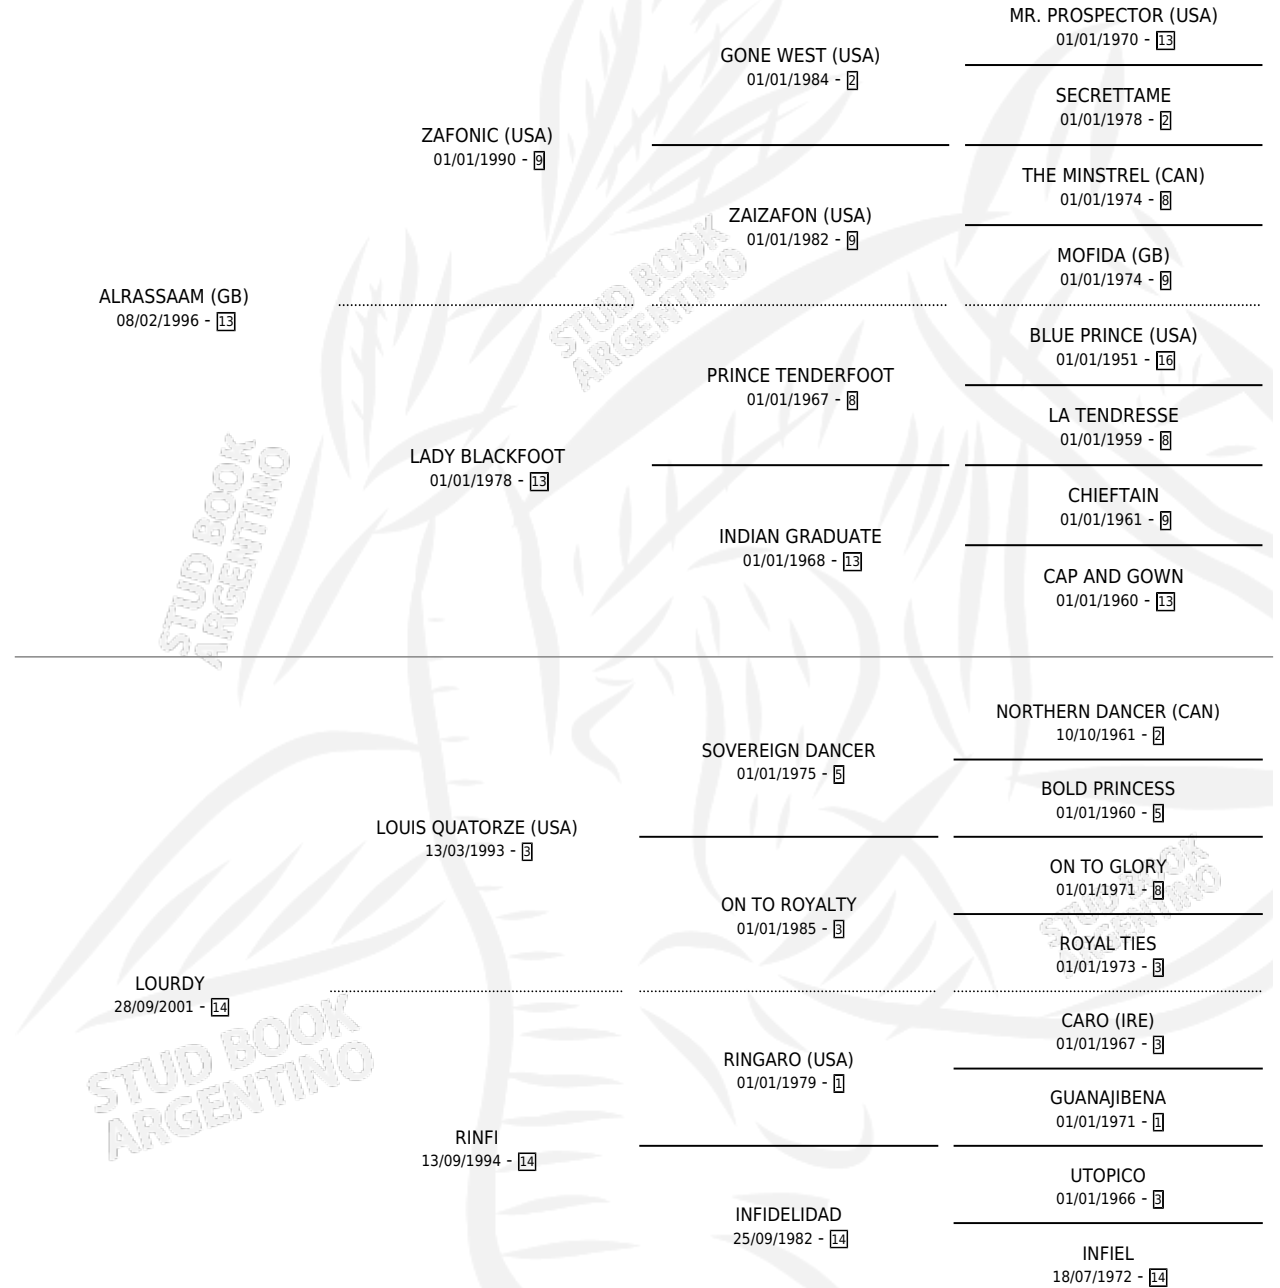 MR. PROSPECTOR (USA)
01/01/1970 - 13
GONE WEST (USA)
01/01/1984 - 2
SECRETTAME
01/01/1978 - 2
ZAFONIC (USA)
01/01/1990 - 9
THE MINSTREL (CAN)
01/01/1974 - 8
ZAIZAFON (USA)
01/01/1982 - 9
MOFIDA (GB)
01/01/1974 - 9
ALRASSAAM (GB)
08/02/1996 - 13
BLUE PRINCE (USA)
01/01/1951 - 16
PRINCE TENDERFOOT
01/01/1967 - 8
LA TENDRESSE
01/01/1959 - 8
LADY BLACKFOOT
01/01/1978 - 13
CHIEFTAIN
01/01/1961 - 9
INDIAN GRADUATE
01/01/1968 - 13
CAP AND GOWN
01/01/1960 - 13
NORTHERN DANCER (CAN)
10/10/1961 - 2
SOVEREIGN DANCER
01/01/1975 - 5
BOLD PRINCESS
01/01/1960 - 5
LOUIS QUATORZE (USA)
13/03/1993 - 3
ON TO GLORY
01/01/1971 - 8
ON TO ROYALTY
01/01/1985 - 3
ROYAL TIES
01/01/1973 - 3
LOURDY
28/09/2001 - 14
CARO (IRE)
01/01/1967 - 3
RINGARO (USA)
01/01/1979 - 1
GUANAJIBENA
01/01/1971 - 1
RINFI
13/09/1994 - 14
UTOPICO
01/01/1966 - 3
INFIDELIDAD
25/09/1982 - 14
INFIEL
18/07/1972 - 14
STUD BOOK
ARGENTINO
STUD BOOK
ARGENTINO
STUD BOOK
ARGENTINO
STUD BOOK
ARGENTINO